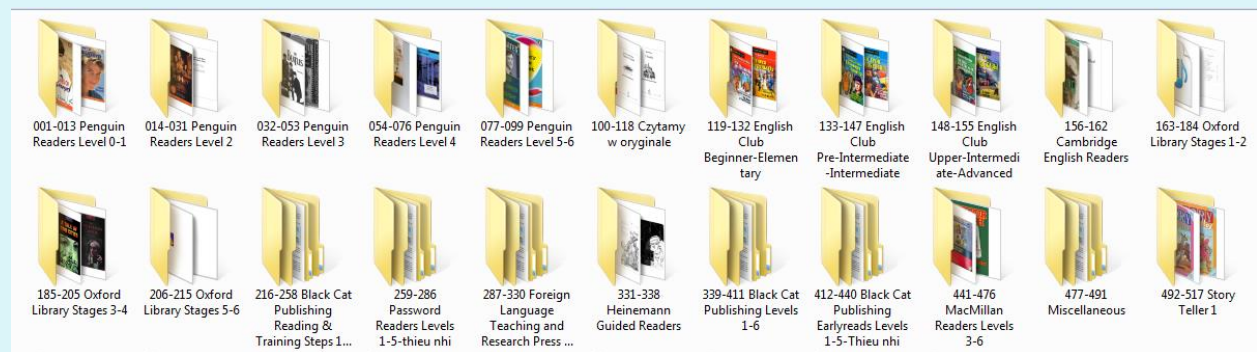 001-013 Penguin
Readers Level 0-1
014-031 Penguin
Readers Level 2
032-053 Penguin
Readers Level 3
054-076 Penguin
Readers Level 4
077-099 Penguin
Readers Level 5-6
100-118 Czytamy
w oryginale
119-132 English
Club
Beginner-Elemen
tary
133-147 English
Club
Pre-Intermediate
-Intermediate
148-155 English
Club
Upper-Intermedi
ate-Advanced
156-162
Cambridge
English Readers
163-184 Oxford
Library Stages 1-2
185-205 Oxford
Library Stages 3-4
206-215 Oxford
Library Stages 5-6
216-258 Black Cat
Publishing
Reading &
Training Steps 1...
259-286
Password
Readers Levels
1-5-thieu nhi
287-330 Foreign
Language
Teaching and
Research Press ...
331-338
Heinemann
Guided Readers
339-411 Black Cat
Publishing Levels
1-6
412-440 Black Cat
Publishing
Earlyreads Levels
1-5-Thieu nhi
441-476
MacMillan
Readers Levels
3-6
477-491
Miscellaneous
492-517 Story
Teller 1